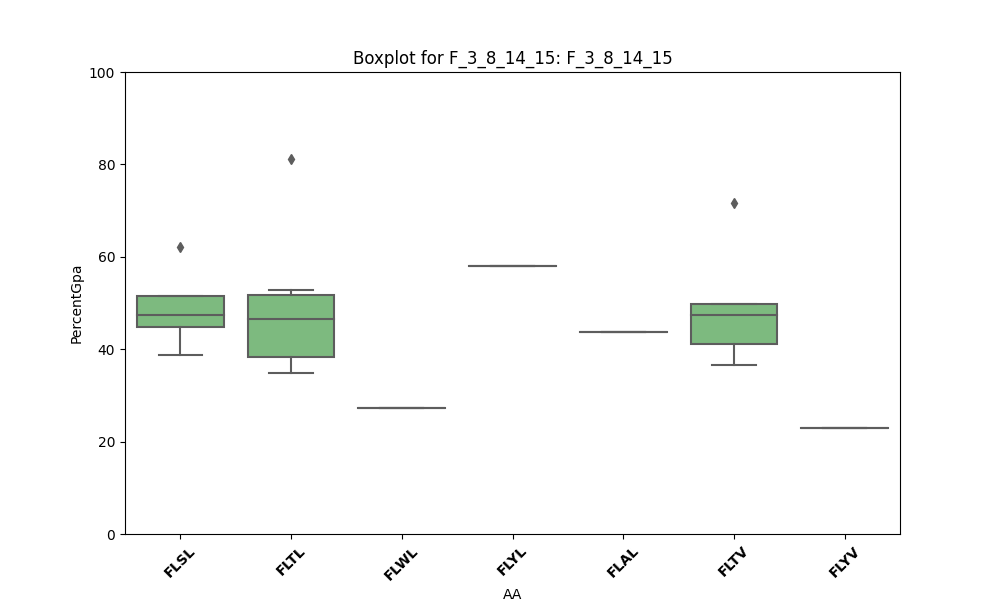 Boxplot for F_3_8_14_15: F_3_8_14_15
100
80
60
40
20
0
PercentGpa
FLSL
FLTL
FLWL
FLYL
FLAL
FLTV
FLYV
AA